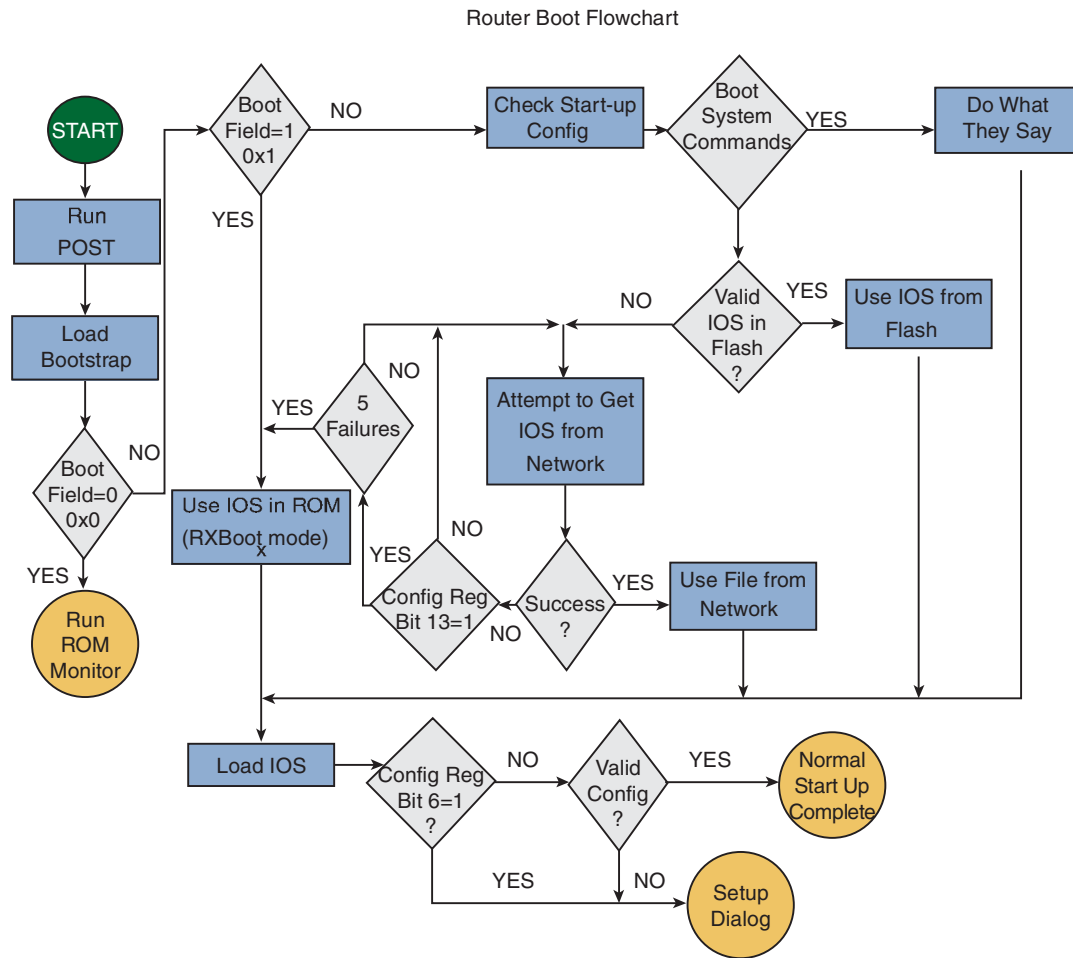 Router Boot Flowchart
START
Run
POST
Load
Bootstrap
Boot
Field=0
0x0
NO
YES
Run
ROM
Monitor
Boot
Field=1
0x1
NO
YES
Check Start-up
Config
Boot
System
Commands
YES
Do What
They Say
Valid
IOS in
Flash
?
NO
YES
Use IOS from
Flash
Attempt to Get
IOS from
Network
5
Failures
NO
YES
Use IOS in ROM
(RXBoot mode)
x
Config Reg
Bit 13=1
NO
YES
Success
?
NO
YES
Use File from
Network
Load IOS
Config Reg
Bit 6=1
?
NO
YES
Valid
Config
?
YES
NO
Normal
Start Up
Complete
Setup
Dialog